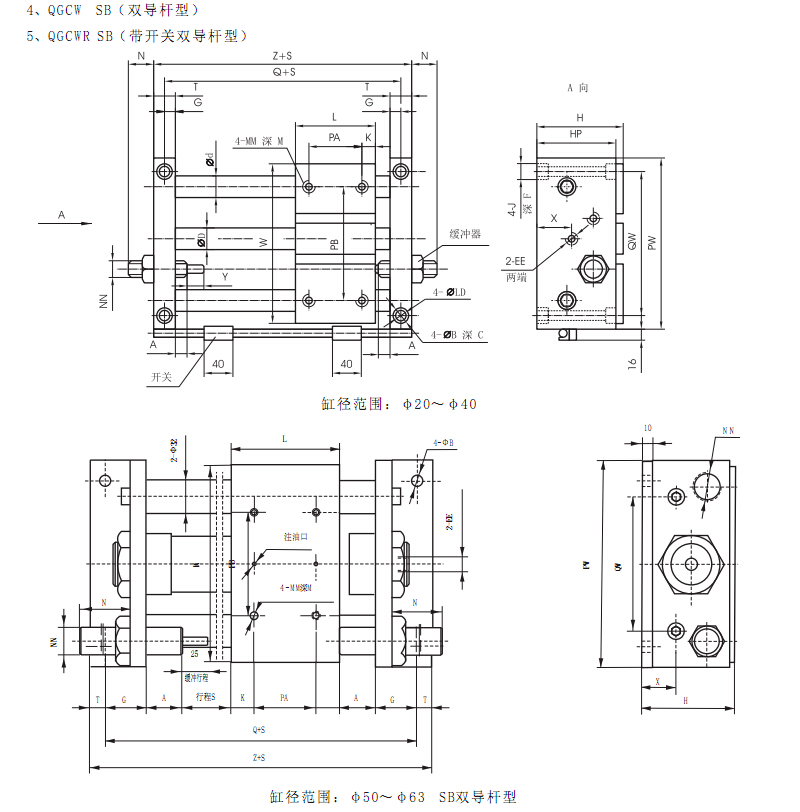 4、QGCW SB（双导杆型）
5、QGCWR SB（带开关双导杆型）
N
Z+S
N
Q+S
T
T
G
G
L
4-MM 深 M
PA
K
Ød
A
ØD
W
PB
缓冲器
Y
NN
4-ØLD
4-ØB 深 C
A
A
40
40
开关
A 向
H
HP
4-J
深 F
X
2-EE
两端
QW
PW
16
缸径范围：φ20～φ40
L
4-ΦB
2-Φ32
2-EE
注油口
4-MM深M
N
N
NN
25
缓冲行程
行程S
T
G
A
K
PA
A
G
T
Q+S
Z+S
10
NN
PW
QW
X
H
缸径范围：φ50～φ63 SB双导杆型